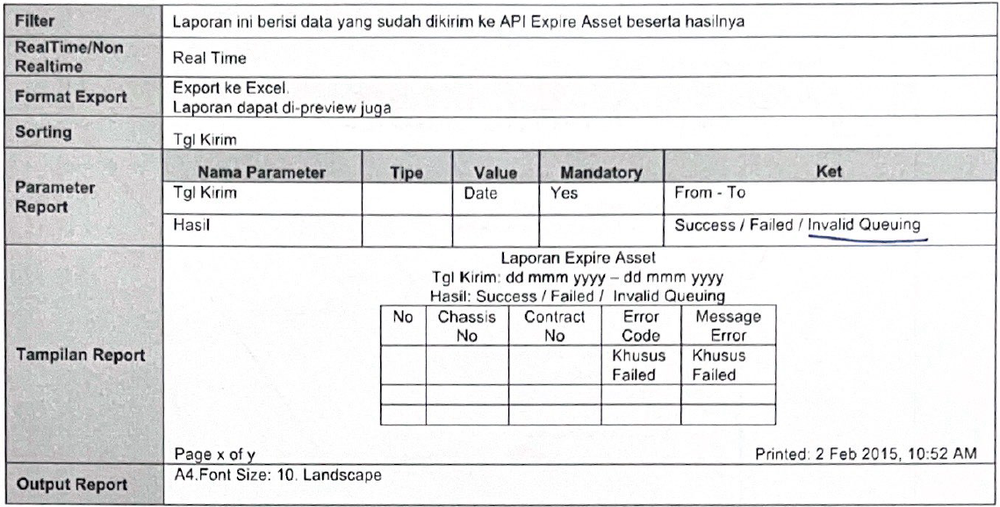 Filter
Laporan ini berisi data yang sudah dikirim ke API Expire Asset beserta hasilnya
RealTime/Non
Realtime
Real Time
Format Export
Export ke Excel.
Laporan dapat di-preview juga
Sorting
Tgl Kirim
Parameter
Report
Nama Parameter Tipe Value Mandatory Ket
Tgl Kirim Date Yes From - To
Hasil Success / Failed / Invalid Queuing
Tampilan Report
Laporan Expire Asset
Tgl Kirim: dd mmm yyyy – dd mmm yyyy
Hasil: Success / Failed / Invalid Queuing
No Chassis Contract Error Message
No No Code Error
Khusus Khusus
Failed Failed
Page x of y Printed: 2 Feb 2015, 10:52 AM
Output Report
A4.Font Size: 10. Landscape